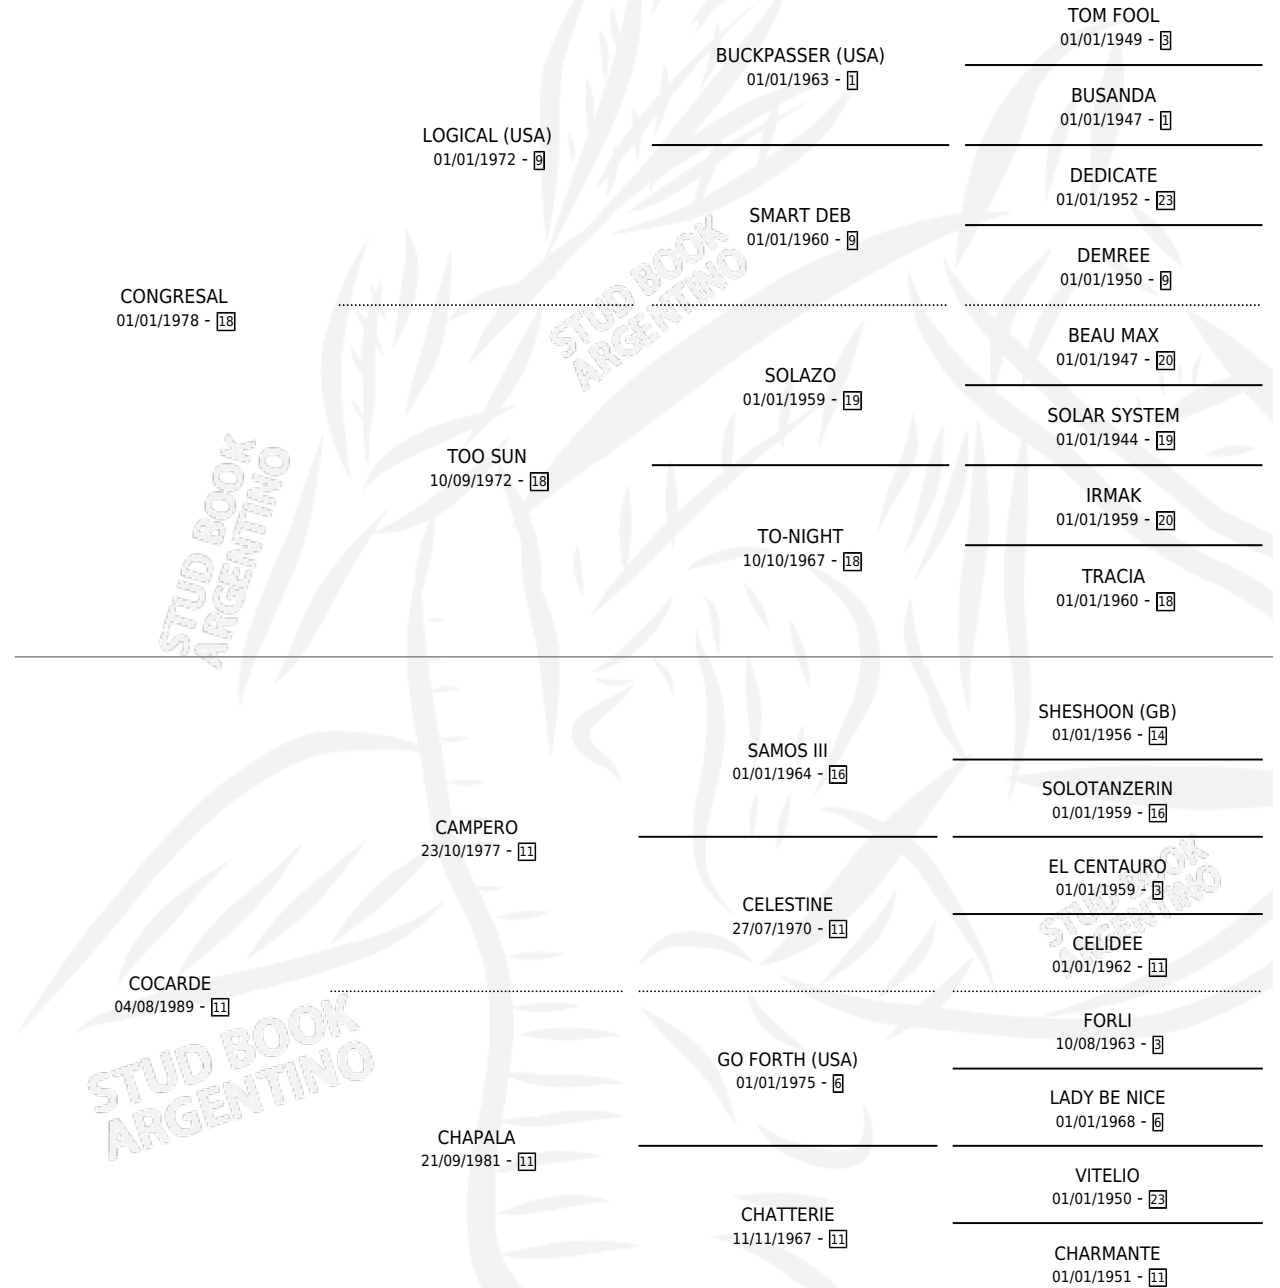 TOM FOOL
01/01/1949 - 3
BUCKPASSER (USA)
01/01/1963 - 1
BUSANDA
01/01/1947 - 1
LOGICAL (USA)
01/01/1972 - 9
DEDICATE
01/01/1952 - 23
SMART DEB
01/01/1960 - 9
DEMREE
01/01/1950 - 9
CONGRESAL
01/01/1978 - 18
BEAU MAX
01/01/1947 - 20
SOLAZO
01/01/1959 - 19
SOLAR SYSTEM
01/01/1944 - 19
TOO SUN
10/09/1972 - 18
IRMAK
01/01/1959 - 20
TO-NIGHT
10/10/1967 - 18
TRACIA
01/01/1960 - 18
STUD BOOK
ARGENTINO
STUD BOOK
ARGENTINO
SHESHOON (GB)
01/01/1956 - 14
SAMOS III
01/01/1964 - 16
SOLOTANZERIN
01/01/1959 - 16
CAMPERO
23/10/1977 - 11
EL CENTAURO
01/01/1959 - 3
CELESTINE
27/07/1970 - 11
CELIDEE
01/01/1962 - 11
STUD BOOK
ARGENTINO
COCARDE
04/08/1989 - 11
FORLI
10/08/1963 - 3
GO FORTH (USA)
01/01/1975 - 6
LADY BE NICE
01/01/1968 - 6
STUD BOOK
ARGENTINO
CHAPALA
21/09/1981 - 11
VITELIO
01/01/1950 - 23
CHATTERIE
11/11/1967 - 11
CHARMANTE
01/01/1951 - 11